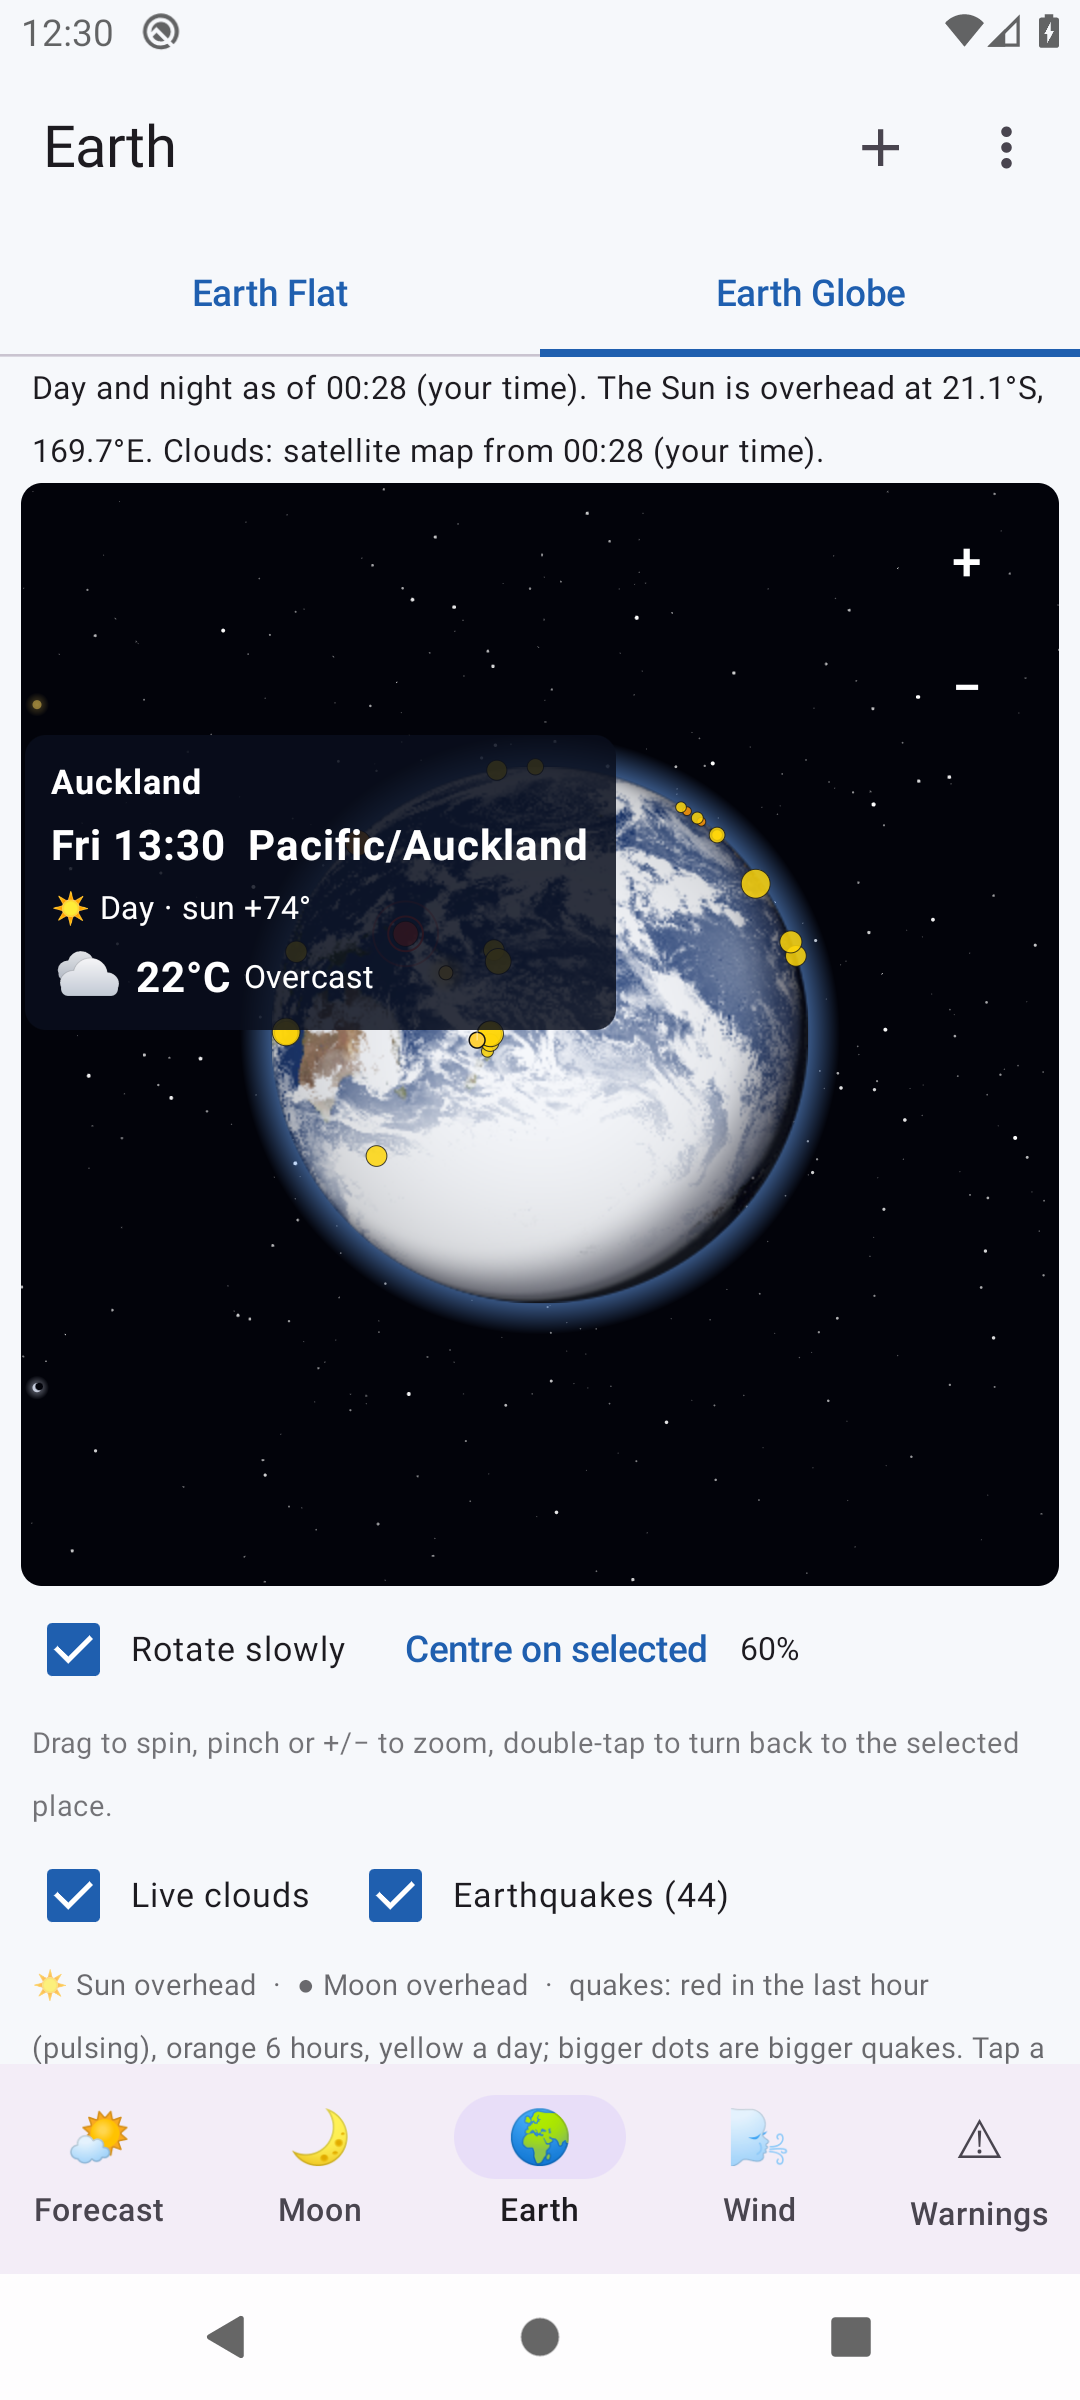 12:30
Earth
Earth Flat
Earth Globe
Day and night as of 00:28 (your time). The Sun is overhead at 21.1°S,
169.7°E. Clouds: satellite map from 00:28 (your time).
+
−
Auckland
Fri 13:30 Pacific/Auckland
☀️ Day · sun +74°
22°C Overcast
Rotate slowly
Centre on selected
60%
Drag to spin, pinch or +/− to zoom, double-tap to turn back to the selected
place.
Live clouds
Earthquakes (44)
☀️ Sun overhead · ● Moon overhead · quakes: red in the last hour
(pulsing), orange 6 hours, yellow a day; bigger dots are bigger quakes. Tap a
Forecast
Moon
Earth
Wind
Warnings